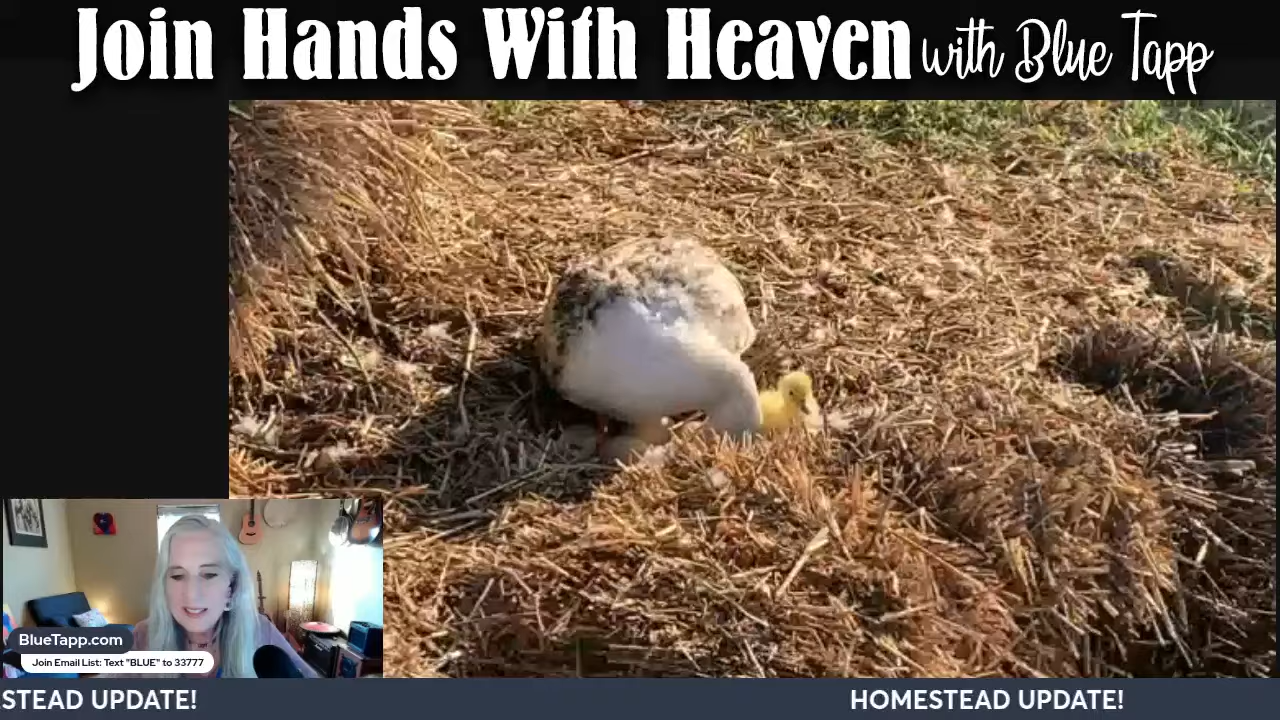 Join Hands With Heaven with Blue Tapp
BlueTapp.com
Join Email List: Text "BLUE" to 33777
STEAD UPDATE! HOMESTEAD UPDATE!